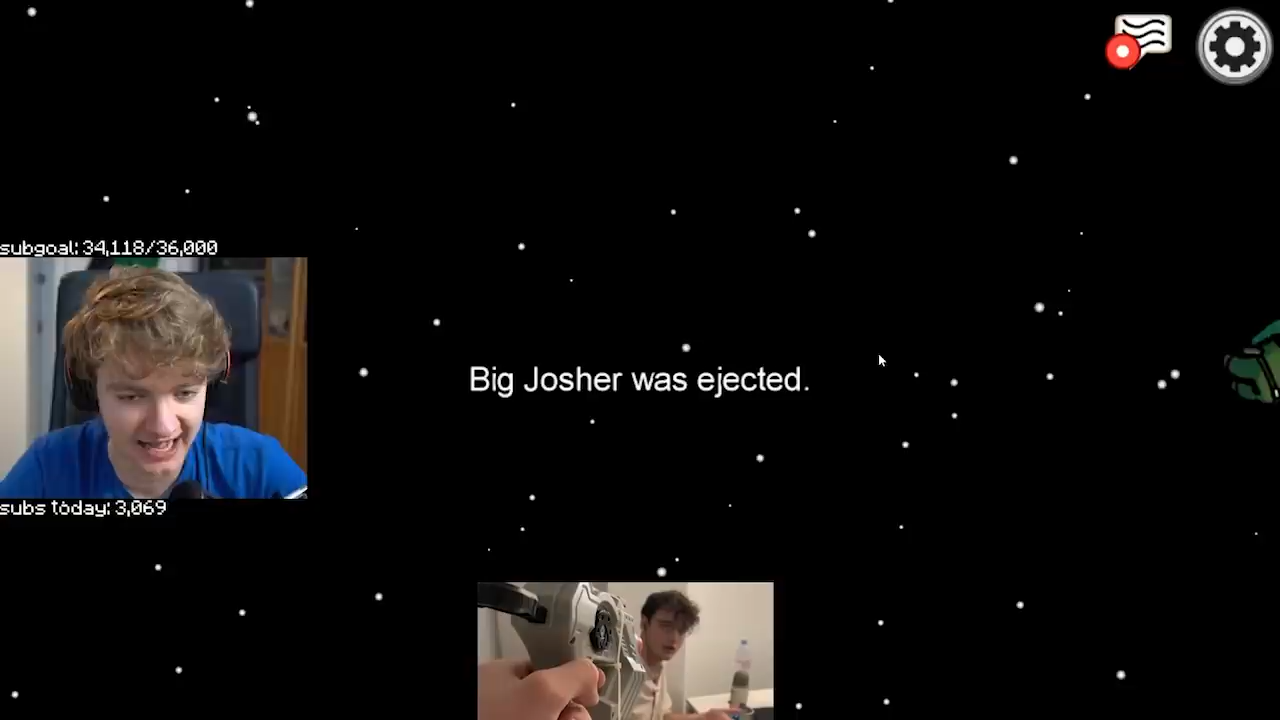 subgoal: 34,118/36,000
Big Josher was ejected.
subs today: 3,069